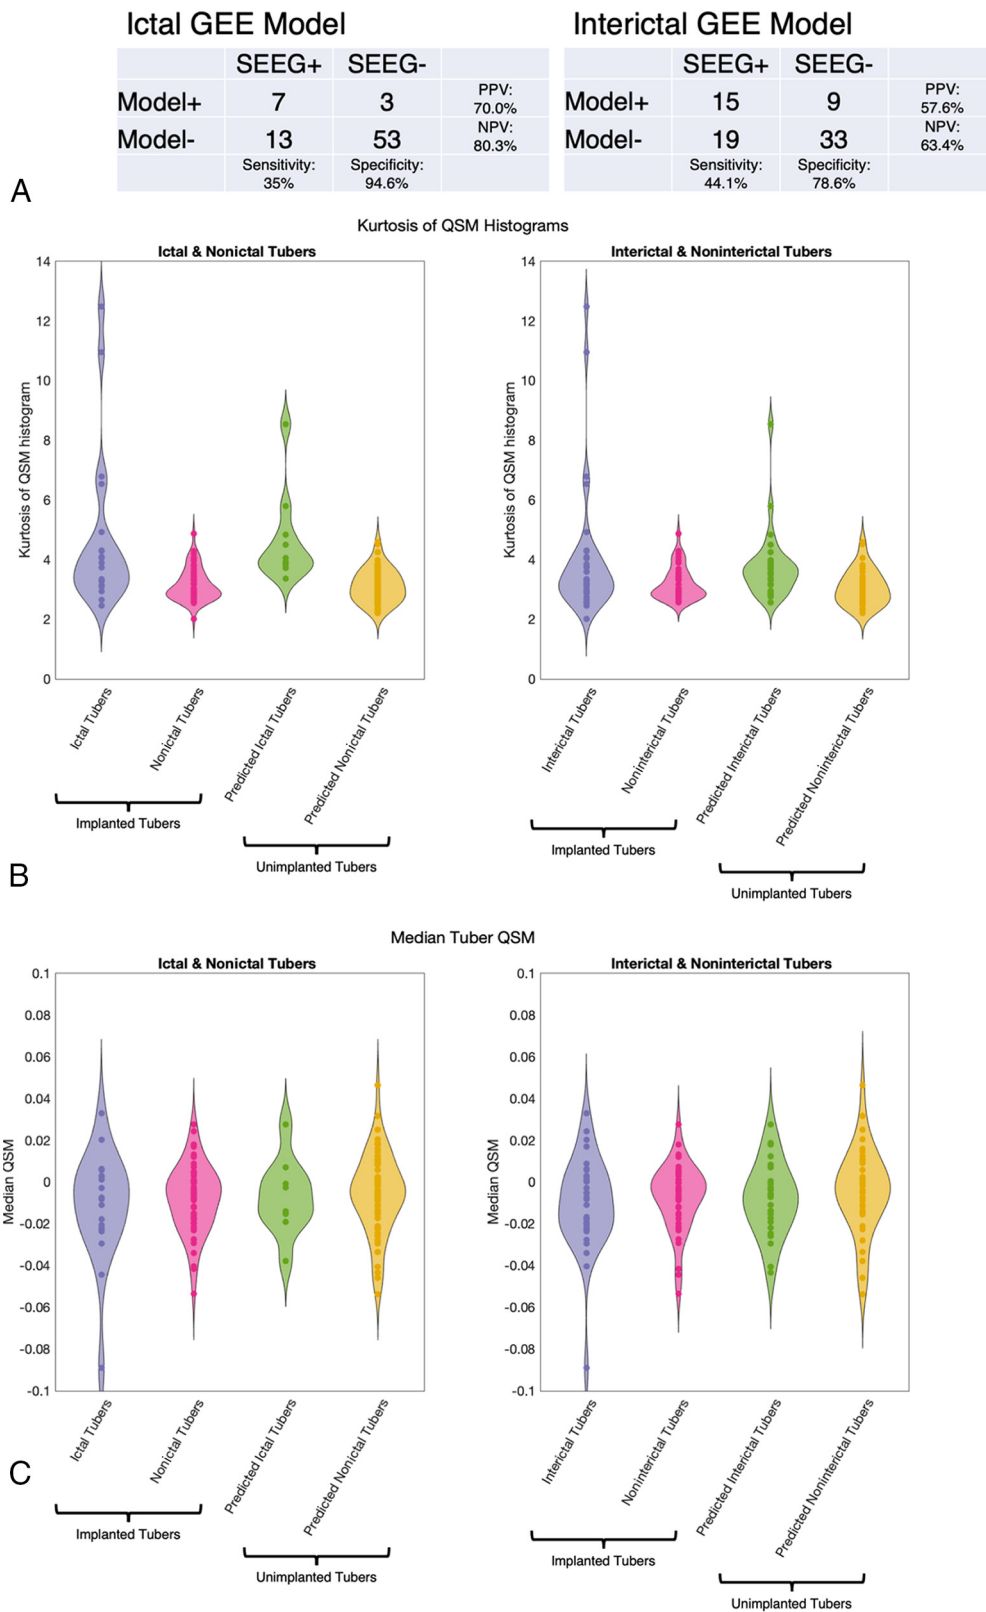 Ictal GEE Model
SEEG+ SEEG-
Model+ 7 3 PPV: 70.0%
Model- 13 53 NPV: 80.3%
Sensitivity: 35% Specificity: 94.6%
Interictal GEE Model
SEEG+ SEEG-
Model+ 15 9 PPV: 57.6%
Model- 19 33 NPV: 63.4%
Sensitivity: 44.1% Specificity: 78.6%
A
Kurtosis of QSM Histograms
Ictal & Nonictal Tubers
Kurtosis of QSM histogram
14
12
10
8
6
4
2
0
Ictal Tubers
Nonictal Tubers
Predicted Ictal Tubers
Predicted Nonictal Tubers
Implanted Tubers
Unimplanted Tubers
Interictal & Noninterictal Tubers
Kurtosis of QSM histogram
14
12
10
8
6
4
2
0
Interictal Tubers
Noninterictal Tubers
Predicted Interictal Tubers
Predicted Noninterictal Tubers
Implanted Tubers
Unimplanted Tubers
B
Median Tuber QSM
Ictal & Nonictal Tubers
Median QSM
0.1
0.08
0.06
0.04
0.02
0
-0.02
-0.04
-0.06
-0.08
-0.1
Ictal Tubers
Nonictal Tubers
Predicted Ictal Tubers
Predicted Nonictal Tubers
Implanted Tubers
Unimplanted Tubers
Interictal & Noninterictal Tubers
Median QSM
0.1
0.08
0.06
0.04
0.02
0
-0.02
-0.04
-0.06
-0.08
-0.1
Interictal Tubers
Noninterictal Tubers
Predicted Interictal Tubers
Predicted Noninterictal Tubers
Implanted Tubers
Unimplanted Tubers
C